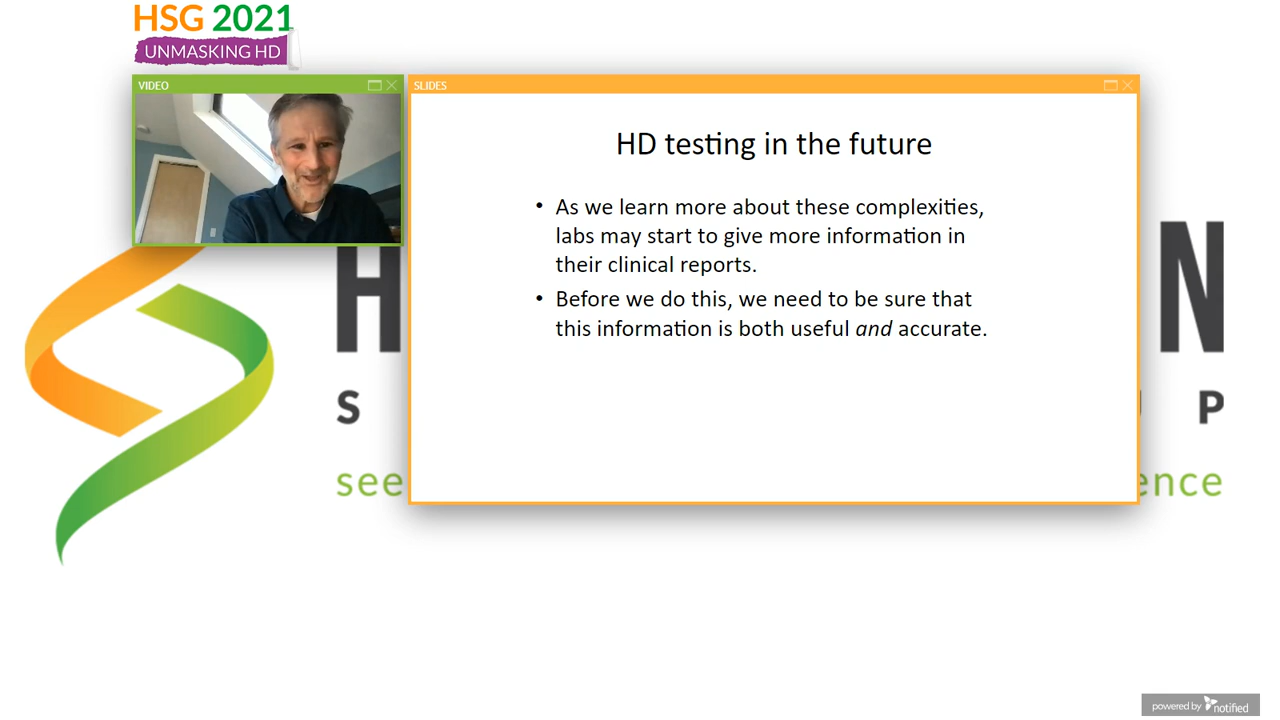 HSG 2021
UNMASKING HD
VIDEO
SLIDES
HD testing in the future
• As we learn more about these complexities,
labs may start to give more information in
their clinical reports.
• Before we do this, we need to be sure that
this information is both useful and accurate.
H N
S U P
see ence
powered by notified